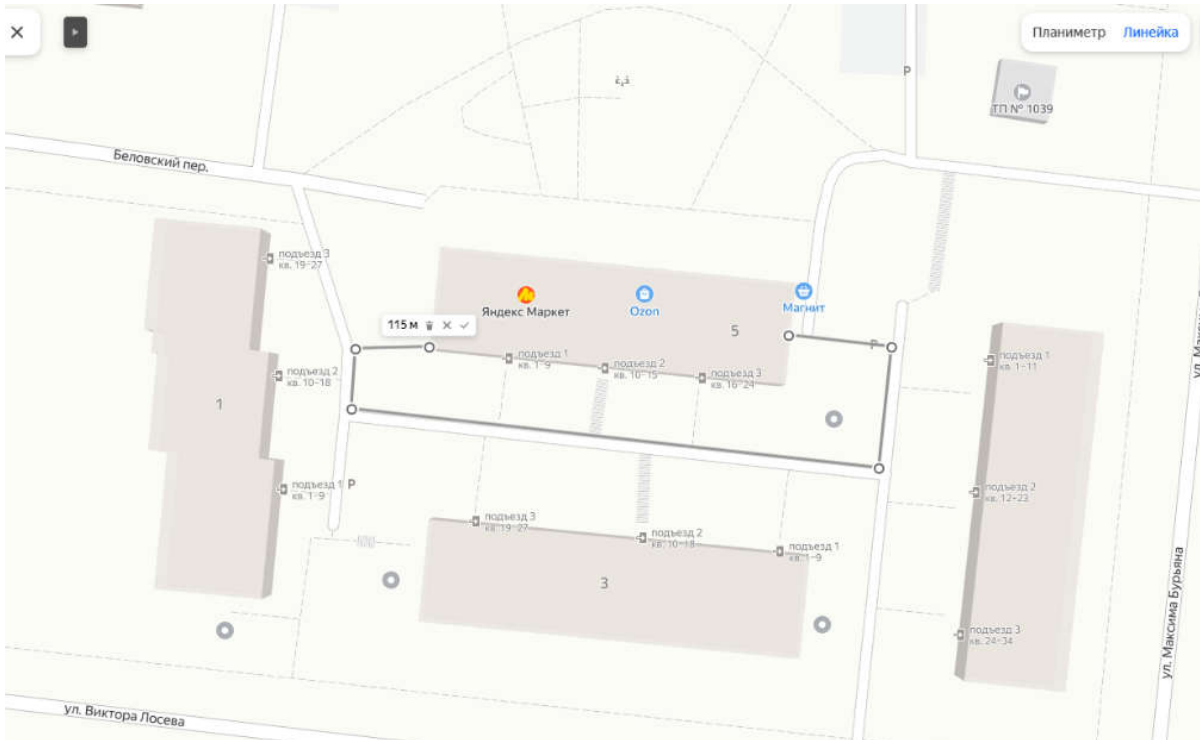 Планиметр Линейка
Р
ТП № 1039
Беловский пер.
подъезд 3
кв. 19-27
Яндекс Маркет
Ozon
Магнит
115 м
5
Р
подъезд 1
кв. 1-9
подъезд 2
кв. 10-15
подъезд 3
кв. 16-24
подъезд 1
кв. 1-11
подъезд 2
кв. 10-18
1
подъезд 1
кв. 1-9
Р
подъезд 2
кв. 12-23
подъезд 3
кв. 19-27
подъезд 2
кв. 10-18
подъезд 1
кв. 1-9
3
подъезд 3
кв. 24-34
ул. Максима Бурьяна
ул. Виктора Лосева